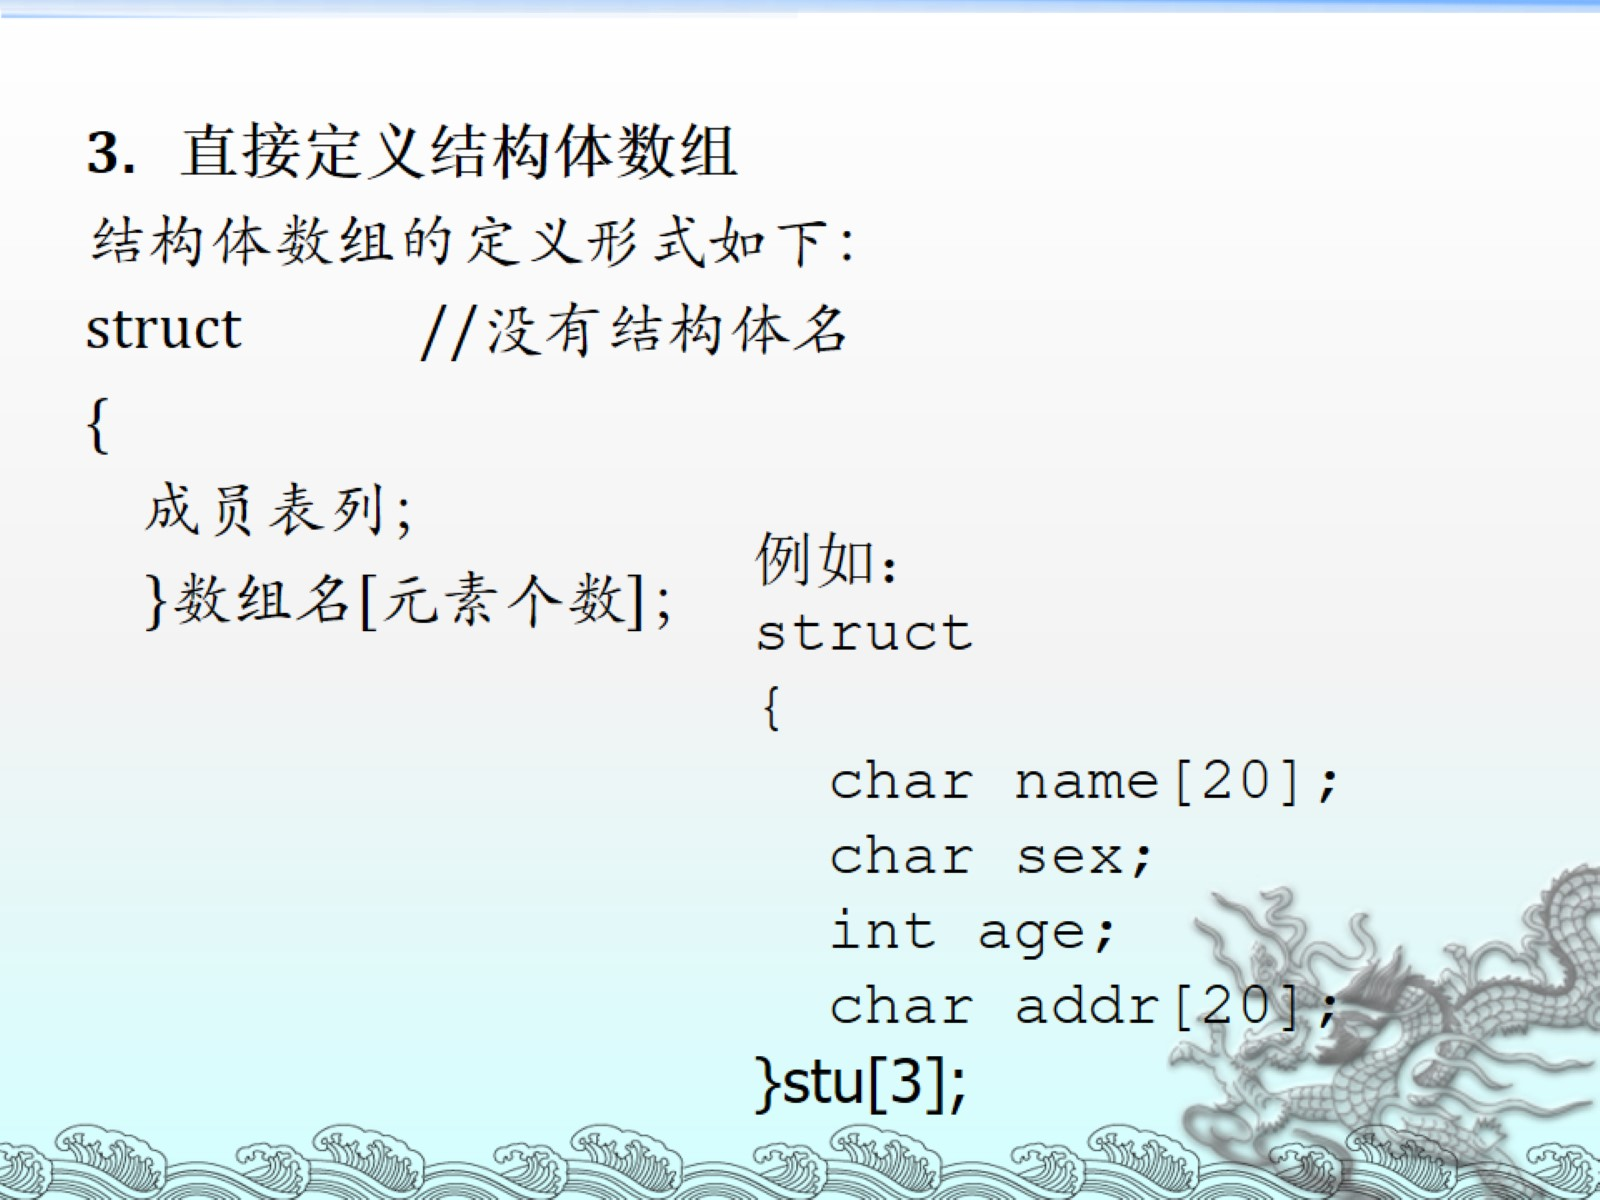 3. 直接定义结构体数组
结构体数组的定义形式如下：
struct //没有结构体名
{
成员表列；
}数组名[元素个数]；
例如：
struct
{
char name[20];
char sex;
int age;
char addr[20];
}stu[3];